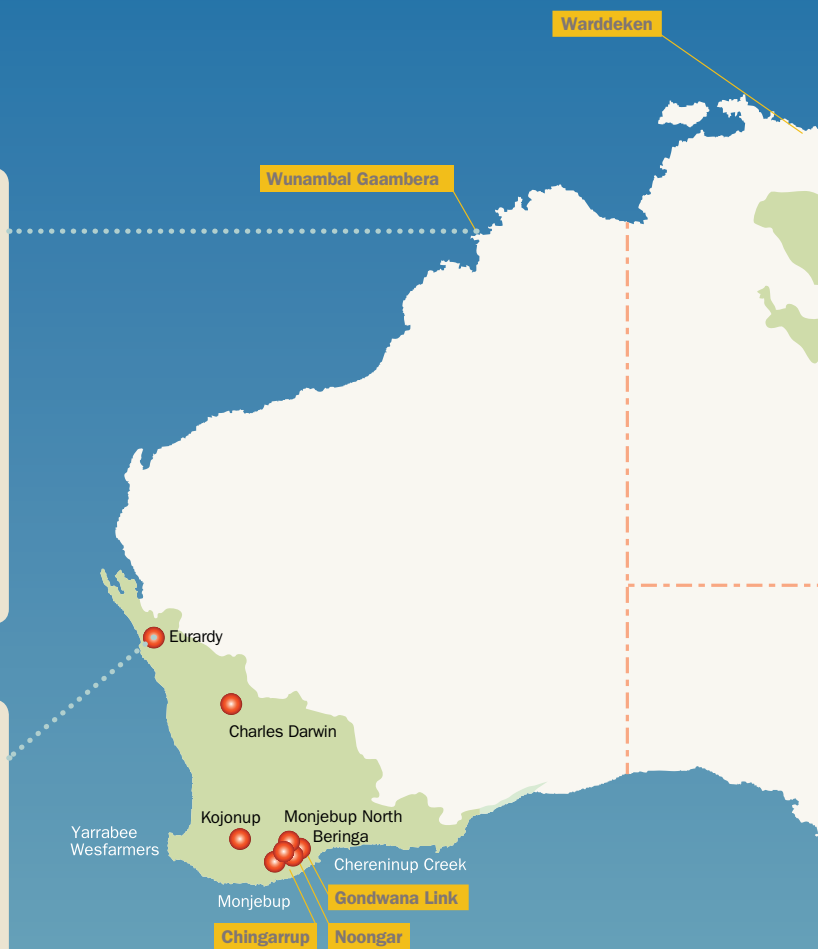 Warddeken
Wunambal Gaambera
Eurardy
Charles Darwin
Kojonup
Monjebup North
Beringa
Yarrabee
Wesfarmers
Chereninup Creek
Gondwana Link
Monjebup
Chingarrup
Noongar